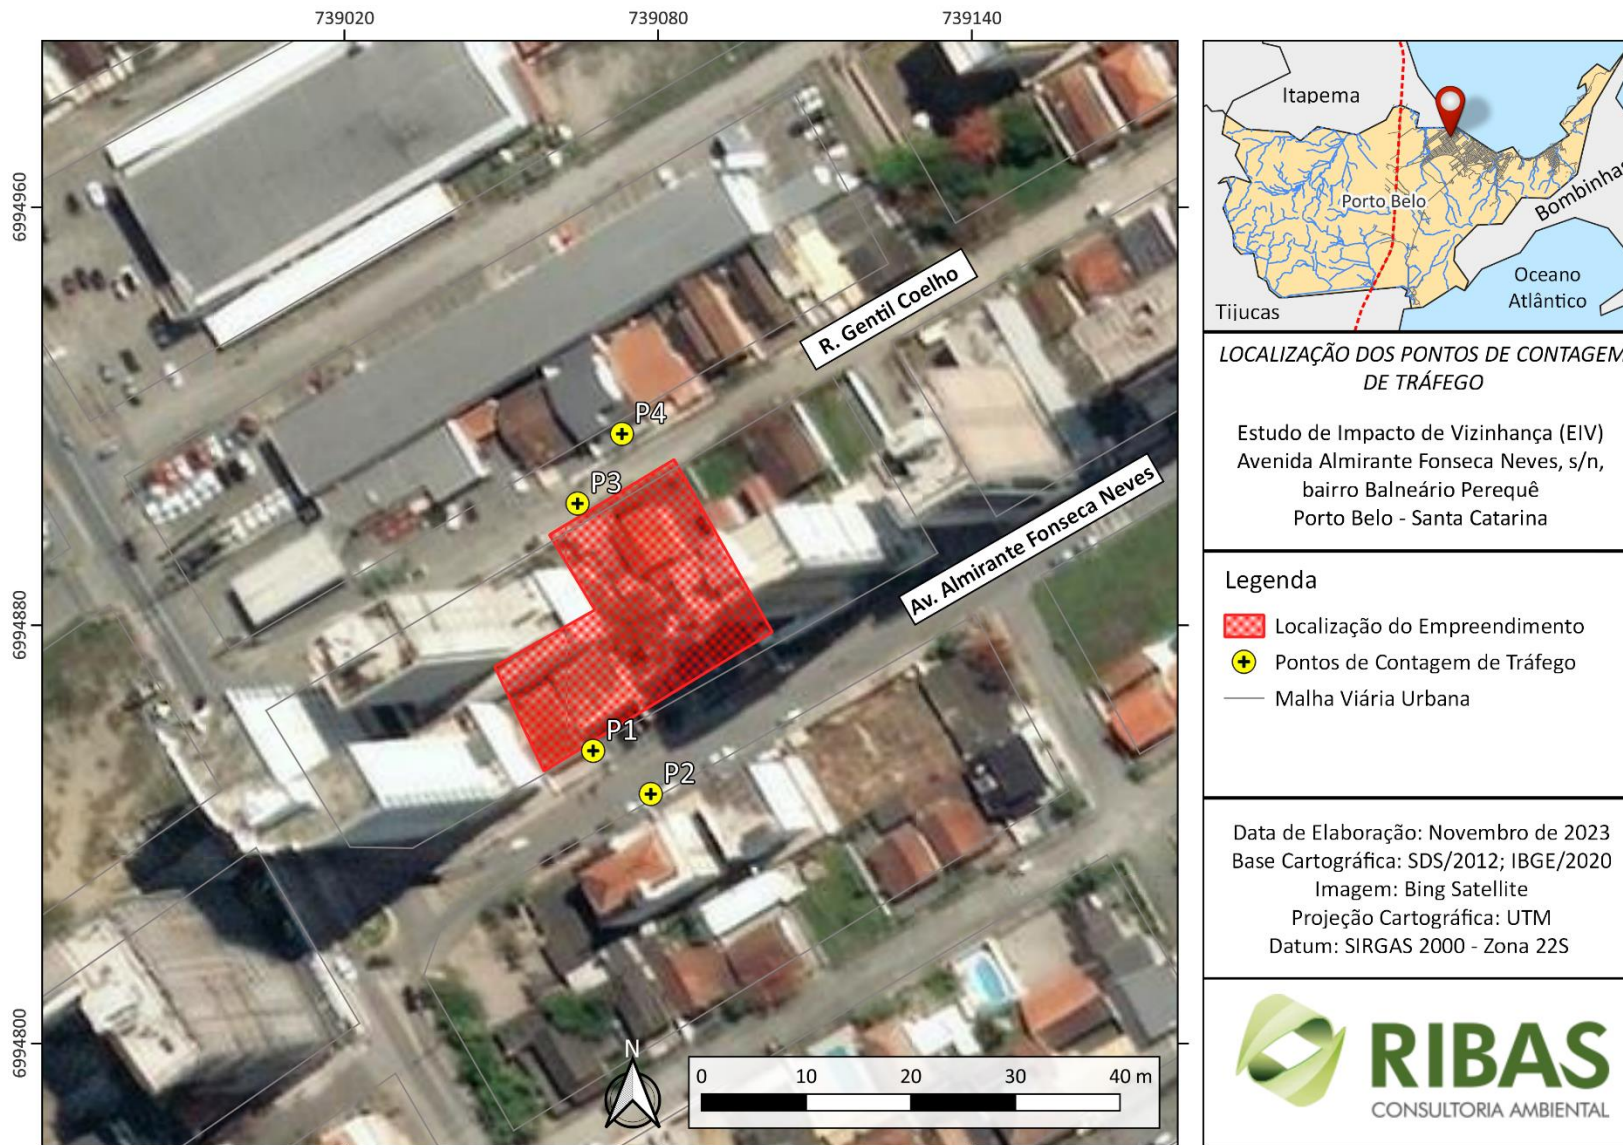 739020
739080
739140
6994960
6994880
6994800
R. Gentil Coelho
Av. Almirante Fonseca Neves
P4
P3
P1
P2
N
0 10 20 30 40 m
Itapema
Porto Belo
Bombinhas
Oceano
Atlântico
Tijucas
LOCALIZAÇÃO DOS PONTOS DE CONTAGEM
DE TRÁFEGO
Estudo de Impacto de Vizinhança (EIV)
Avenida Almirante Fonseca Neves, s/n,
bairro Balneário Perequê
Porto Belo - Santa Catarina
Legenda
Localização do Empreendimento
Pontos de Contagem de Tráfego
Malha Viária Urbana
Data de Elaboração: Novembro de 2023
Base Cartográfica: SDS/2012; IBGE/2020
Imagem: Bing Satellite
Projeção Cartográfica: UTM
Datum: SIRGAS 2000 - Zona 22S
RIBAS
CONSULTORIA AMBIENTAL